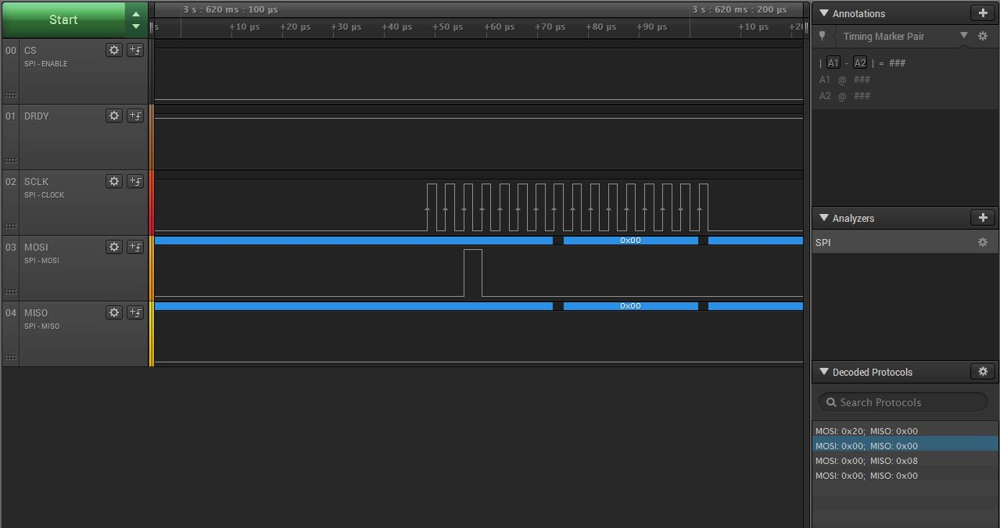 Start
3 s : 620 ms : 100 µs
3 s : 620 ms : 200 µs
s
+10 µs
+20 µs
+30 µs
+40 µs
+50 µs
+60 µs
+70 µs
+80 µs
+90 µs
+10 µs
+20
00
CS
SPI - ENABLE
01
DRDY
02
SCLK
SPI - CLOCK
03
MOSI
SPI - MOSI
0x00
04
MISO
SPI - MISO
0x00
Annotations
Timing Marker Pair
| A1 - A2 | = ###
A1 @ ###
A2 @ ###
Analyzers
SPI
Decoded Protocols
Search Protocols
MOSI: 0x20; MISO: 0x00
MOSI: 0x00; MISO: 0x00
MOSI: 0x00; MISO: 0x08
MOSI: 0x00; MISO: 0x00